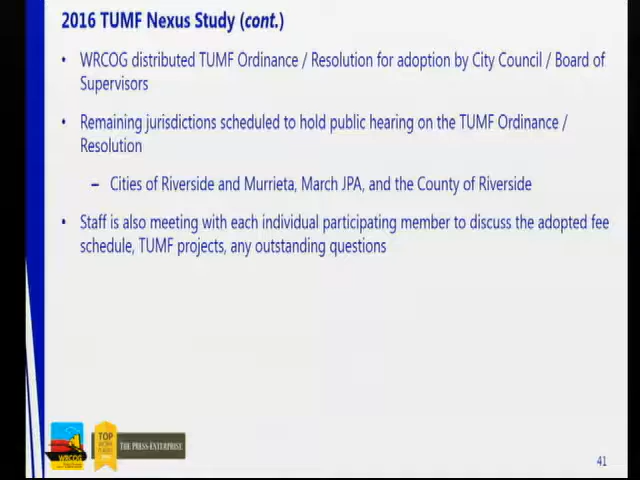 2016 TUMF Nexus Study (cont.)
• WRCOG distributed TUMF Ordinance / Resolution for adoption by City Council / Board of
Supervisors
• Remaining jurisdictions scheduled to hold public hearing on the TUMF Ordinance /
Resolution
– Cities of Riverside and Murrieta, March JPA, and the County of Riverside
• Staff is also meeting with each individual participating member to discuss the adopted fee
schedule, TUMF projects, any outstanding questions
WRCOG
TOP
WORK
PLACES
THE PRESS-ENTERPRISE
41